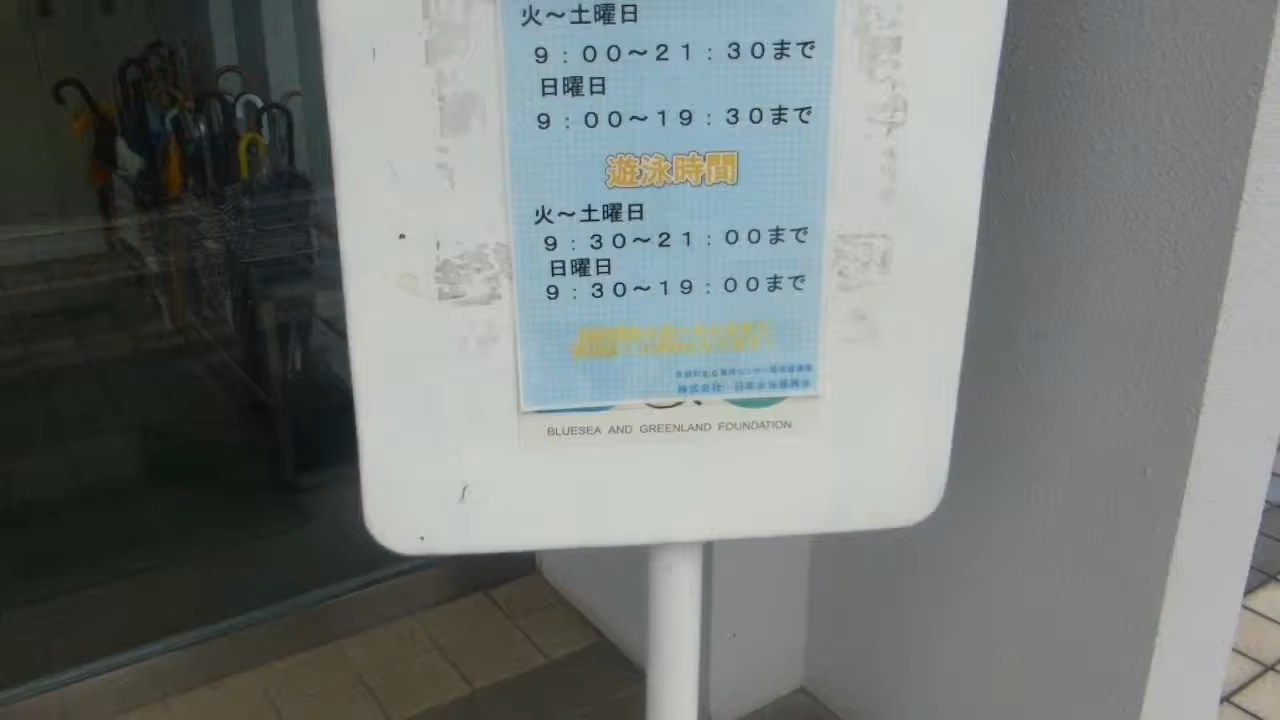 火～土曜日
9：00～21：30まで
日曜日
9：00～19：30まで
遊泳時間
火～土曜日
9：30～21：00まで
日曜日
9：30～19：00まで
BLUESEA AND GREENLAND FOUNDATION